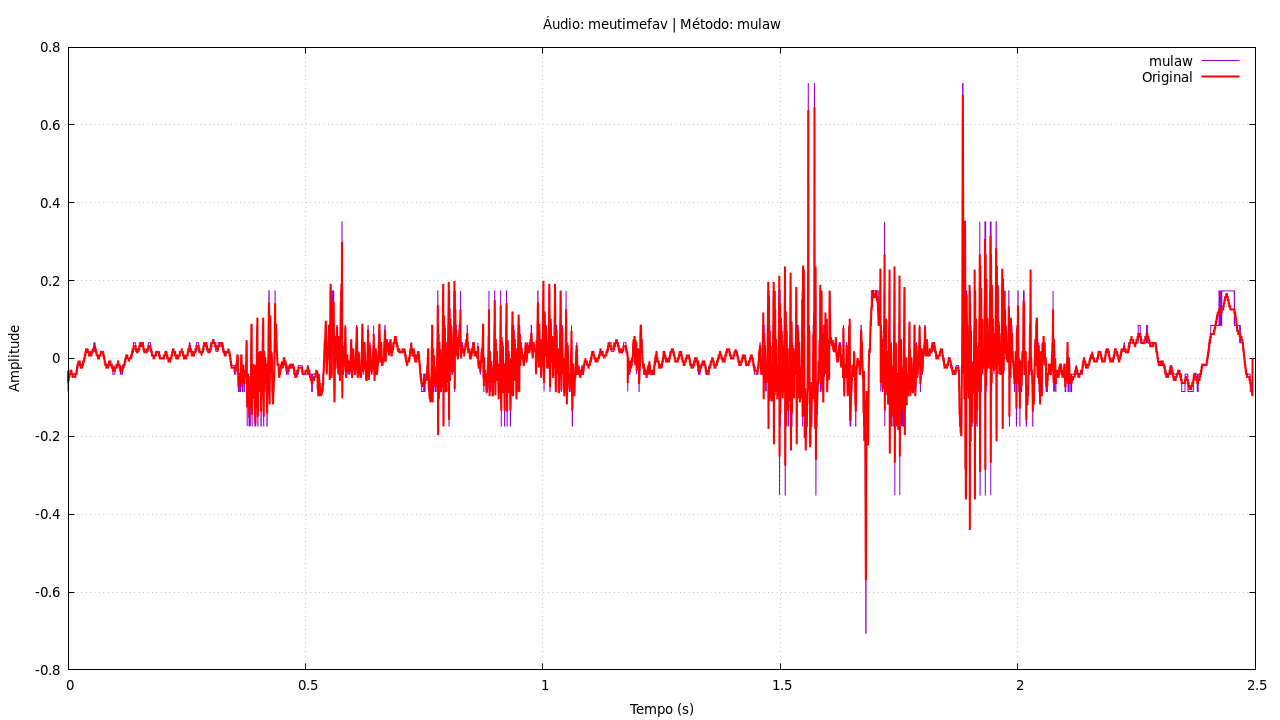 Áudio: meutimefav | Método: mulaw
mulaw
Original
0.8
0.6
0.4
0.2
0
-0.2
-0.4
-0.6
-0.8
Amplitude
0 0.5 1 1.5 2 2.5
Tempo (s)